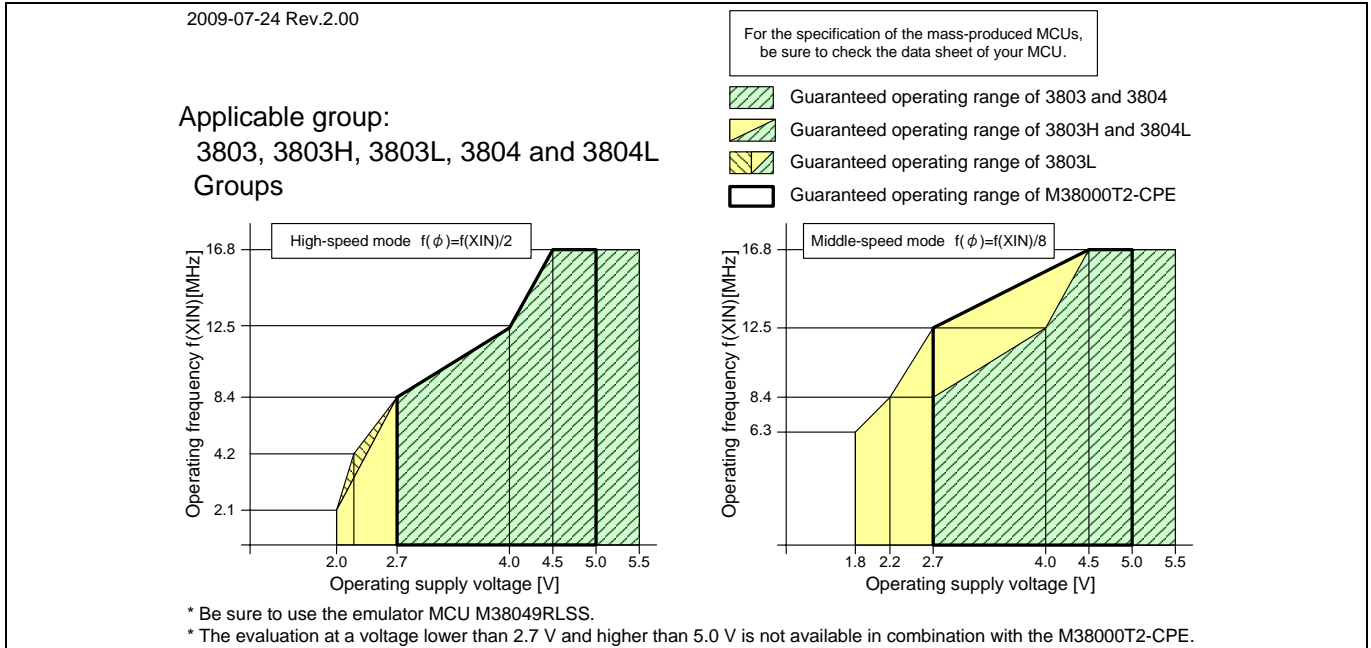 2009-07-24 Rev.2.00
For the specification of the mass-produced MCUs,
be sure to check the data sheet of your MCU.
Applicable group:
3803, 3803H, 3803L, 3804 and 3804L
Groups
Guaranteed operating range of 3803 and 3804
Guaranteed operating range of 3803H and 3804L
Guaranteed operating range of 3803L
Guaranteed operating range of M38000T2-CPE
High-speed mode f(ϕ)=f(XIN)/2
Operating frequency f(XIN)[MHz]
16.8
12.5
8.4
4.2
2.1
2.0 2.7 4.0 4.5 5.0 5.5
Operating supply voltage [V]
Middle-speed mode f(ϕ)=f(XIN)/8
Operating frequency f(XIN)[MHz]
16.8
12.5
8.4
6.3
1.8 2.2 2.7 4.0 4.5 5.0 5.5
Operating supply voltage [V]
* Be sure to use the emulator MCU M38049RLSS.
* The evaluation at a voltage lower than 2.7 V and higher than 5.0 V is not available in combination with the M38000T2-CPE.